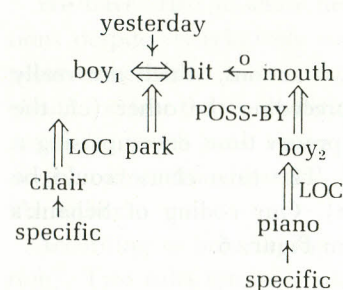 yesterday
boy₁ ⇔ hit ←o mouth
POSS-BY
LOC park boy₂
chair LOC
specific piano
specific